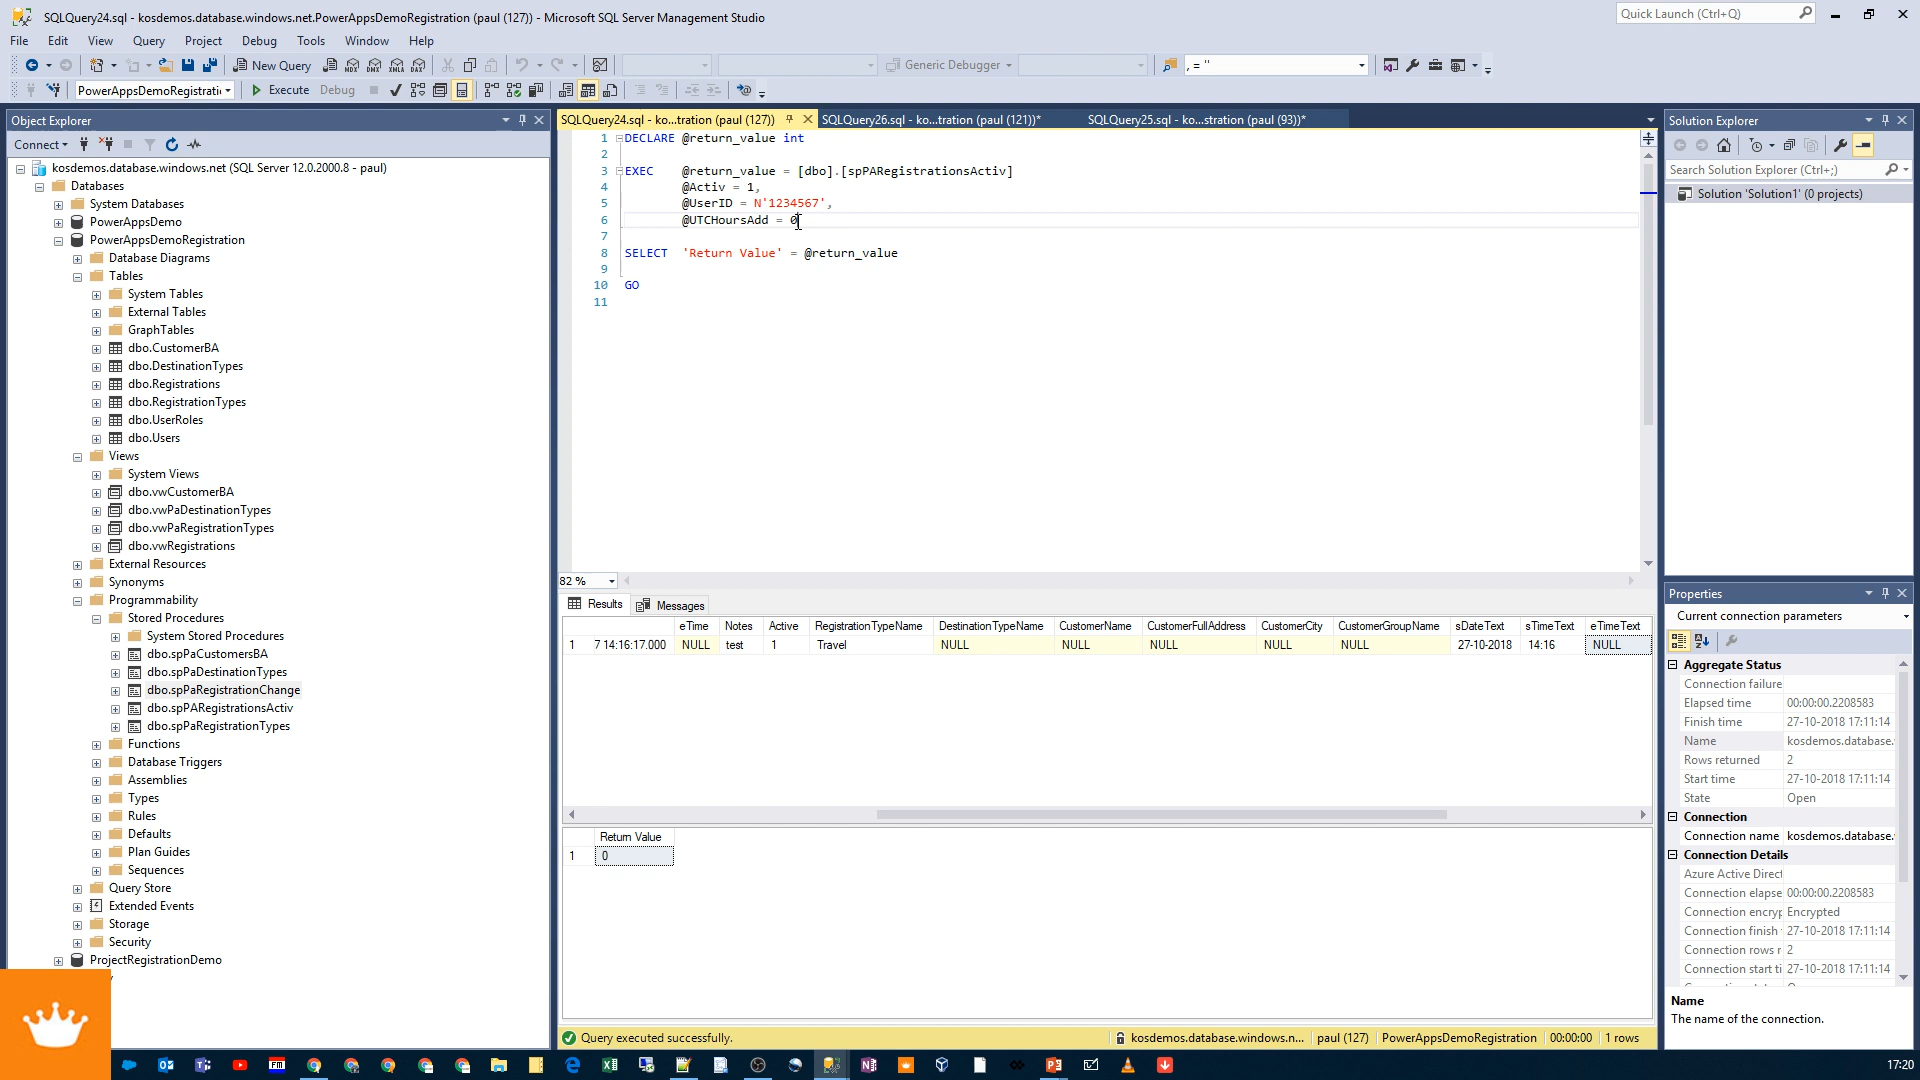 SQLQuery24.sql - kosdemos.database.windows.net.PowerAppsDemoRegistration (paul (127)) - Microsoft SQL Server Management Studio
Quick Launch (Ctrl+Q)
File Edit View Query Project Debug Tools Window Help
New Query
MDX DMX XMLA DAX
Generic Debugger
, = ''
PowerAppsDemoRegistrati
Execute Debug
Object Explorer
Connect
kosdemos.database.windows.net (SQL Server 12.0.2000.8 - paul)
Databases
System Databases
PowerAppsDemo
PowerAppsDemoRegistration
Database Diagrams
Tables
System Tables
External Tables
GraphTables
dbo.CustomerBA
dbo.DestinationTypes
dbo.Registrations
dbo.RegistrationTypes
dbo.UserRoles
dbo.Users
Views
System Views
dbo.vwCustomerBA
dbo.vwPaDestinationTypes
dbo.vwPaRegistrationTypes
dbo.vwRegistrations
External Resources
Synonyms
Programmability
Stored Procedures
System Stored Procedures
dbo.spPaCustomersBA
dbo.spPaDestinationTypes
dbo.spPaRegistrationChange
dbo.spPARegistrationsActiv
dbo.spPaRegistrationTypes
Functions
Database Triggers
Assemblies
Types
Rules
Defaults
Plan Guides
Sequences
Query Store
Extended Events
Storage
Security
ProjectRegistrationDemo
SQLQuery24.sql - ko...tration (paul (127))
SQLQuery26.sql - ko...tration (paul (121))*
SQLQuery25.sql - ko...stration (paul (93))*
1 DECLARE @return_value int
2
3 EXEC @return_value = [dbo].[spPARegistrationsActiv]
4 @Activ = 1,
5 @UserID = N'1234567',
6 @UTCHoursAdd = 0
7
8 SELECT 'Return Value' = @return_value
9
10 GO
11
82 %
Results Messages
eTime Notes Active RegistrationTypeName DestinationTypeName CustomerName CustomerFullAddress CustomerCity CustomerGroupName sDateText sTimeText eTimeText
1 7 14:16:17.000 NULL test 1 Travel NULL NULL NULL NULL NULL 27-10-2018 14:16 NULL
Return Value
1 0
Query executed successfully.
kosdemos.database.windows.n... paul (127) PowerAppsDemoRegistration 00:00:00 1 rows
Solution Explorer
Search Solution Explorer (Ctrl+;)
Solution 'Solution1' (0 projects)
Properties
Current connection parameters
Aggregate Status
Connection failure
Elapsed time 00:00:00.2208583
Finish time 27-10-2018 17:11:14
Name kosdemos.database.
Rows returned 2
Start time 27-10-2018 17:11:14
State Open
Connection
Connection name kosdemos.database.
Connection Details
Azure Active Direct
Connection elapse 00:00:00.2208583
Connection encryp Encrypted
Connection finish 27-10-2018 17:11:14
Connection rows r 2
Connection start ti 27-10-2018 17:11:14
Name
The name of the connection.
17:20